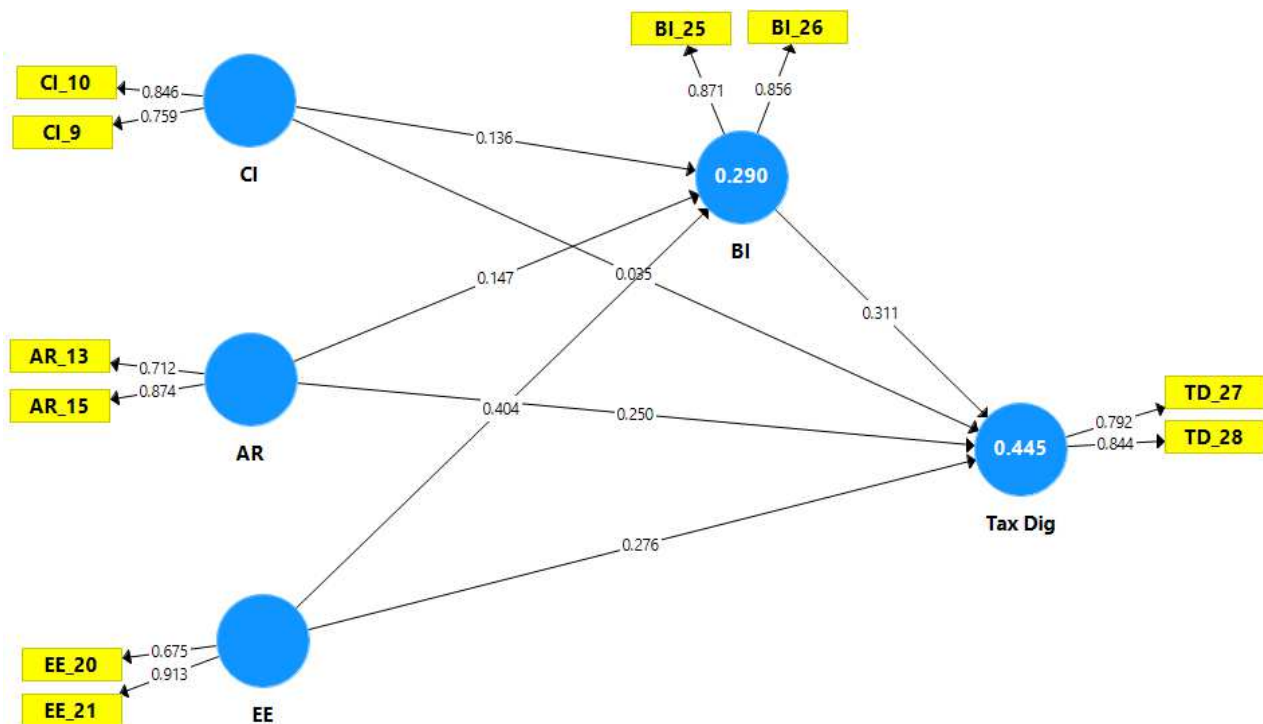 BI_25
BI_26
CI_10
0.846
0.871
0.856
CI_9
0.759
0.136
CI
0.290
BI
0.147
0.035
0.311
AR_13
0.712
AR_15
0.874
0.404
0.250
TD_27
0.792
AR
0.445
0.844
TD_28
Tax Dig
0.276
EE_20
0.675
0.913
EE_21
EE